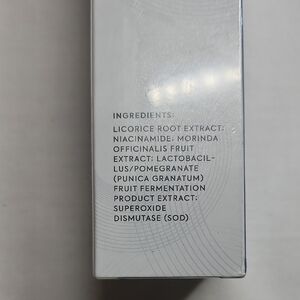 INGREDIENTS:
LICORICE ROOT EXTRACT;
NIACINAMIDE; MORINDA
OFFICINALIS FRUIT
EXTRACT; LACTOBACIL-
LUS/POMEGRANATE
(PUNICA GRANATUM)
FRUIT FERMENTATION
PRODUCT EXTRACT;
SUPEROXIDE
DISMUTASE (SOD)